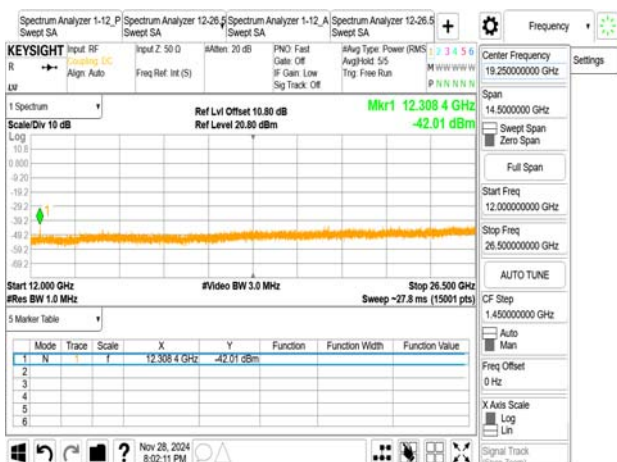 Spectrum Analyzer 1-12_P
Swept SA
Spectrum Analyzer 12-26.5
Swept SA
Spectrum Analyzer 1-12_A
Swept SA
Spectrum Analyzer 12-26.5
Swept SA
Frequency
KEYSIGHT
R
Input: RF
Coupling: DC
Align: Auto
Input Z: 50 Ω
Freq Ref: Int (S)
#Atten: 20 dB
PNO: Fast
Gate: Off
IF Gain: Low
Sig Track: Off
#Avg Type: Power (RMS
Avg|Hold: 5/5
Trig: Free Run
1 2 3 4 5 6
M W W W W W
P N N N N N
1 Spectrum
Scale/Div 10 dB
Log
Ref Lvl Offset 10.80 dB
Ref Level 20.80 dBm
Mkr1 12.308 4 GHz
-42.01 dBm
10.8
0.800
-9.20
-19.2
-29.2
-39.2
-49.2
-59.2
-69.2
1
Start 12.000 GHz
#Res BW 1.0 MHz
#Video BW 3.0 MHz
Stop 26.500 GHz
Sweep ~27.8 ms (15001 pts)
5 Marker Table
Mode Trace Scale X Y Function Function Width Function Value
1 N 1 f 12.308 4 GHz -42.01 dBm
2
3
4
5
6
Nov 28, 2024
8:02:11 PM
Center Frequency
19.250000000 GHz
Settings
Span
14.5000000 GHz
Swept Span
Zero Span
Full Span
Start Freq
12.000000000 GHz
Stop Freq
26.500000000 GHz
AUTO TUNE
CF Step
1.450000000 GHz
Auto
Man
Freq Offset
0 Hz
X Axis Scale
Log
Lin
Signal Track